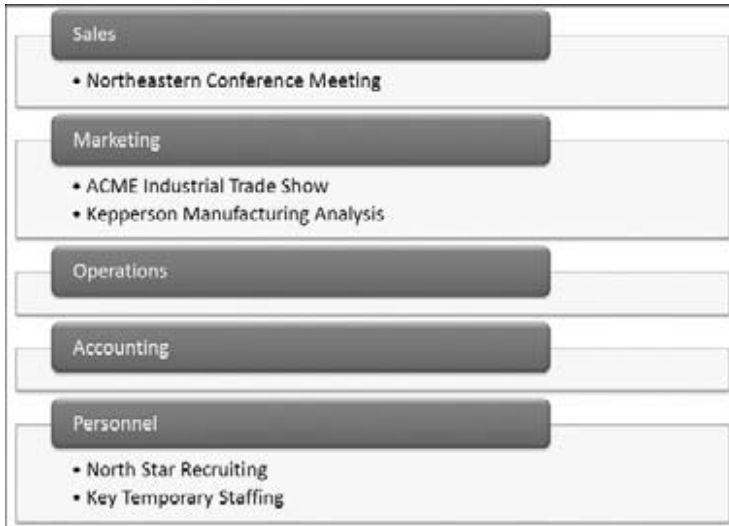 Sales
• Northeastern Conference Meeting
Marketing
• ACME Industrial Trade Show
• Kepperson Manufacturing Analysis
Operations
Accounting
Personnel
• North Star Recruiting
• Key Temporary Staffing